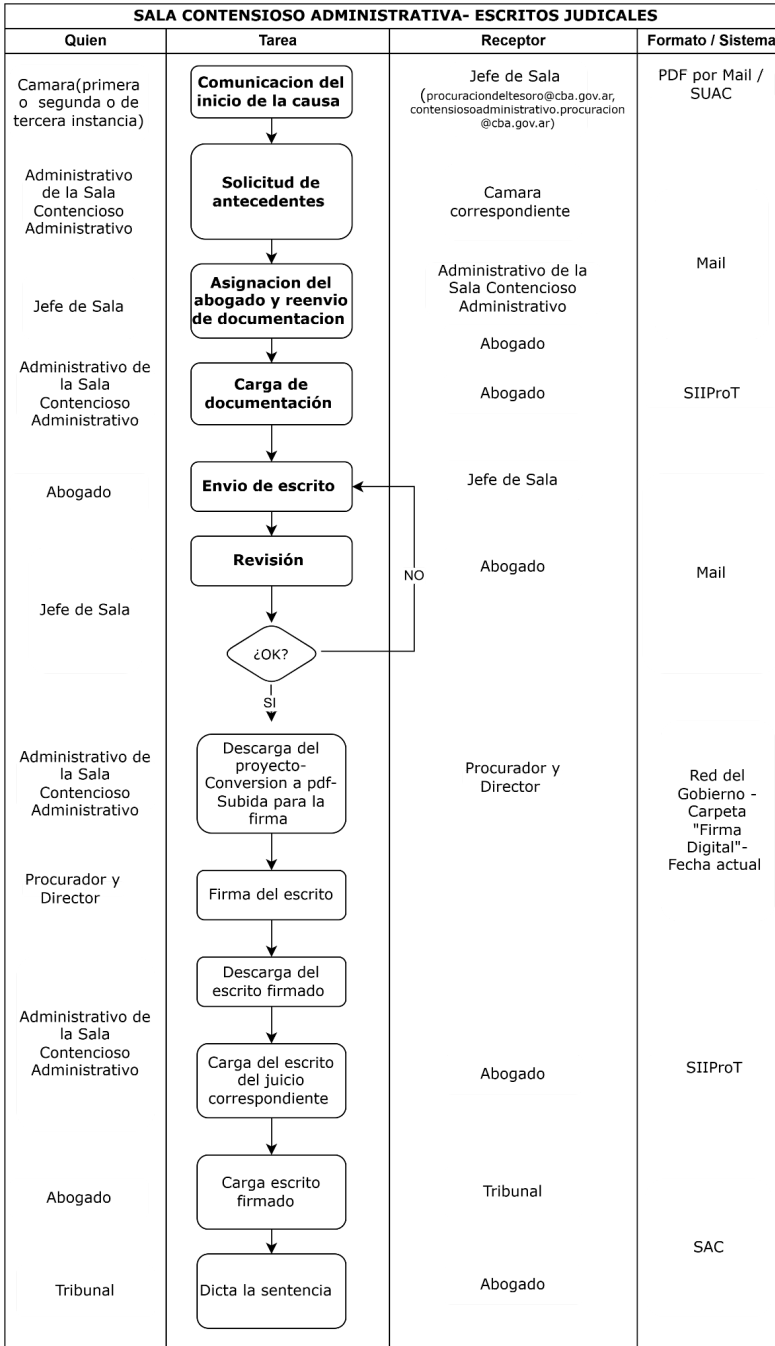 SALA CONTENSIOSO ADMINISTRATIVA- ESCRITOS JUDICALES
Quien
Tarea
Receptor
Formato / Sistema
Camara(primera
o segunda o de
tercera instancia)
Comunicacion del
inicio de la causa
Jefe de Sala
(procuraciondeltesoro@cba.gov.ar,
contensiosoadministrativo.procuracion
@cba.gov.ar)
PDF por Mail /
SUAC
Administrativo
de la Sala
Contencioso
Administrativo
Solicitud de
antecedentes
Camara
correspondiente
Mail
Jefe de Sala
Asignacion del
abogado y reenvio
de documentacion
Administrativo de la
Sala Contencioso
Administrativo
Abogado
Administrativo de
la Sala
Contencioso
Administrativo
Carga de
documentación
Abogado
SIIProT
Abogado
Envio de escrito
Jefe de Sala
Revisión
Abogado
NO
Mail
Jefe de Sala
¿OK?
SI
Administrativo de
la Sala
Contencioso
Administrativo
Descarga del
proyecto-
Conversion a pdf-
Subida para la
firma
Procurador y
Director
Red del
Gobierno -
Carpeta
"Firma
Digital"-
Fecha actual
Procurador y
Director
Firma del escrito
Descarga del
escrito firmado
Administrativo de
la Sala
Contencioso
Administrativo
Carga del escrito
del juicio
correspondiente
Abogado
SIIProT
Abogado
Carga escrito
firmado
Tribunal
SAC
Tribunal
Dicta la sentencia
Abogado